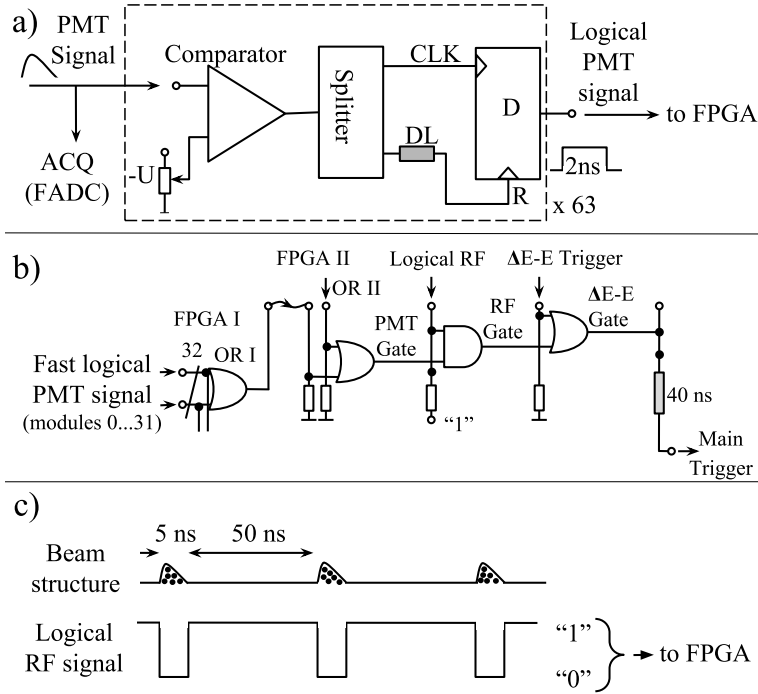 a)
PMT
Signal
Comparator
Splitter
CLK
DL
D
R
Logical
PMT
signal
to FPGA
ACQ
(FADC)
-U
2ns
x 63
b)
FPGA II
OR II
Logical RF
ΔE-E Trigger
FPGA I
32
OR I
PMT
Gate
RF
Gate
ΔE-E
Gate
Fast logical
PMT signal
(modules 0...31)
“1”
40 ns
Main
Trigger
c)
5 ns
50 ns
Beam
structure
Logical
RF signal
“1”
“0”
to FPGA